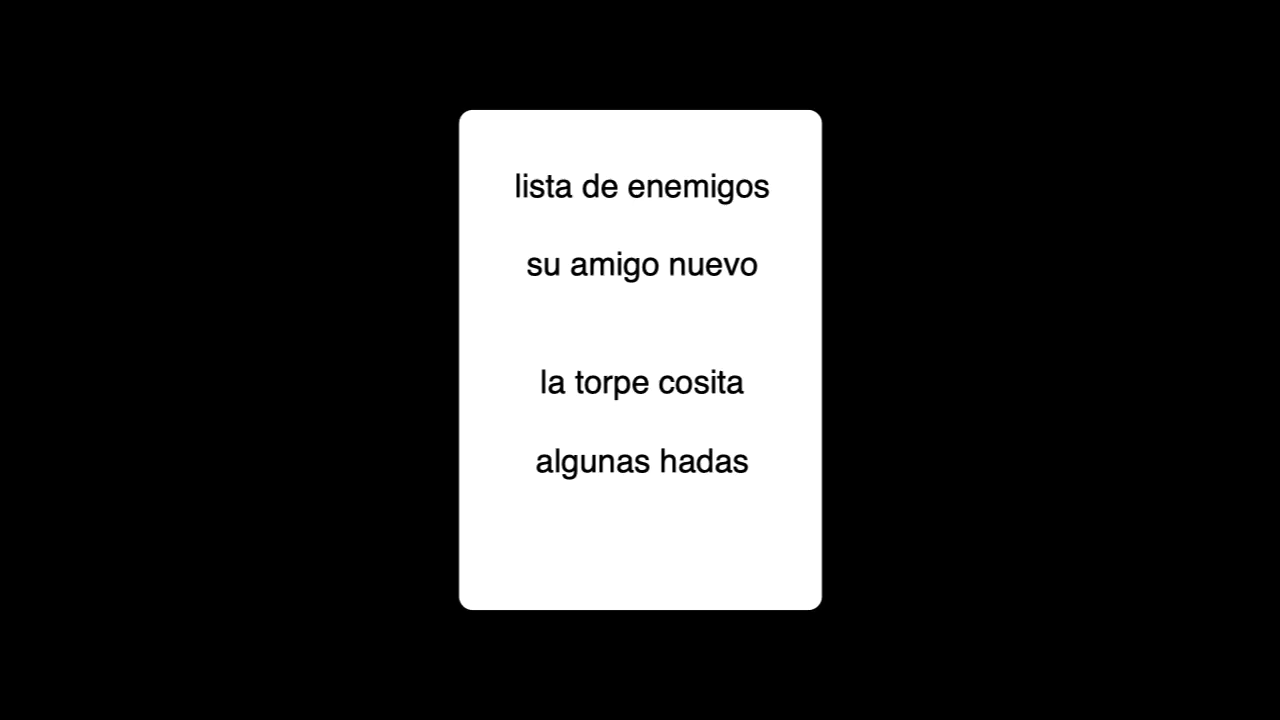 lista de enemigos
su amigo nuevo
la torpe cosita
algunas hadas